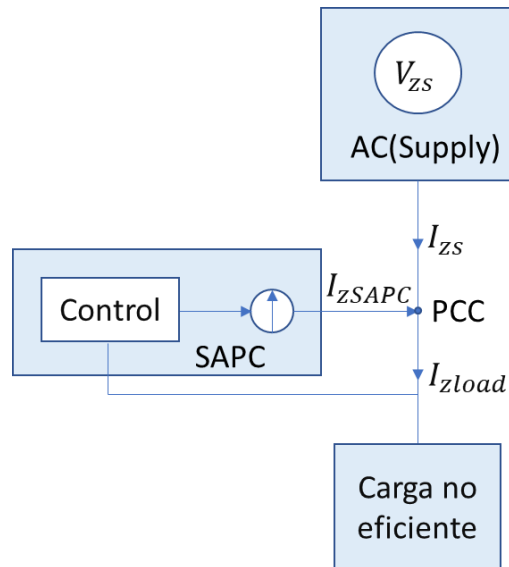 V_zs
AC(Supply)
I_zs
Control
I_zSAPC
PCC
SAPC
I_zload
Carga no
eficiente